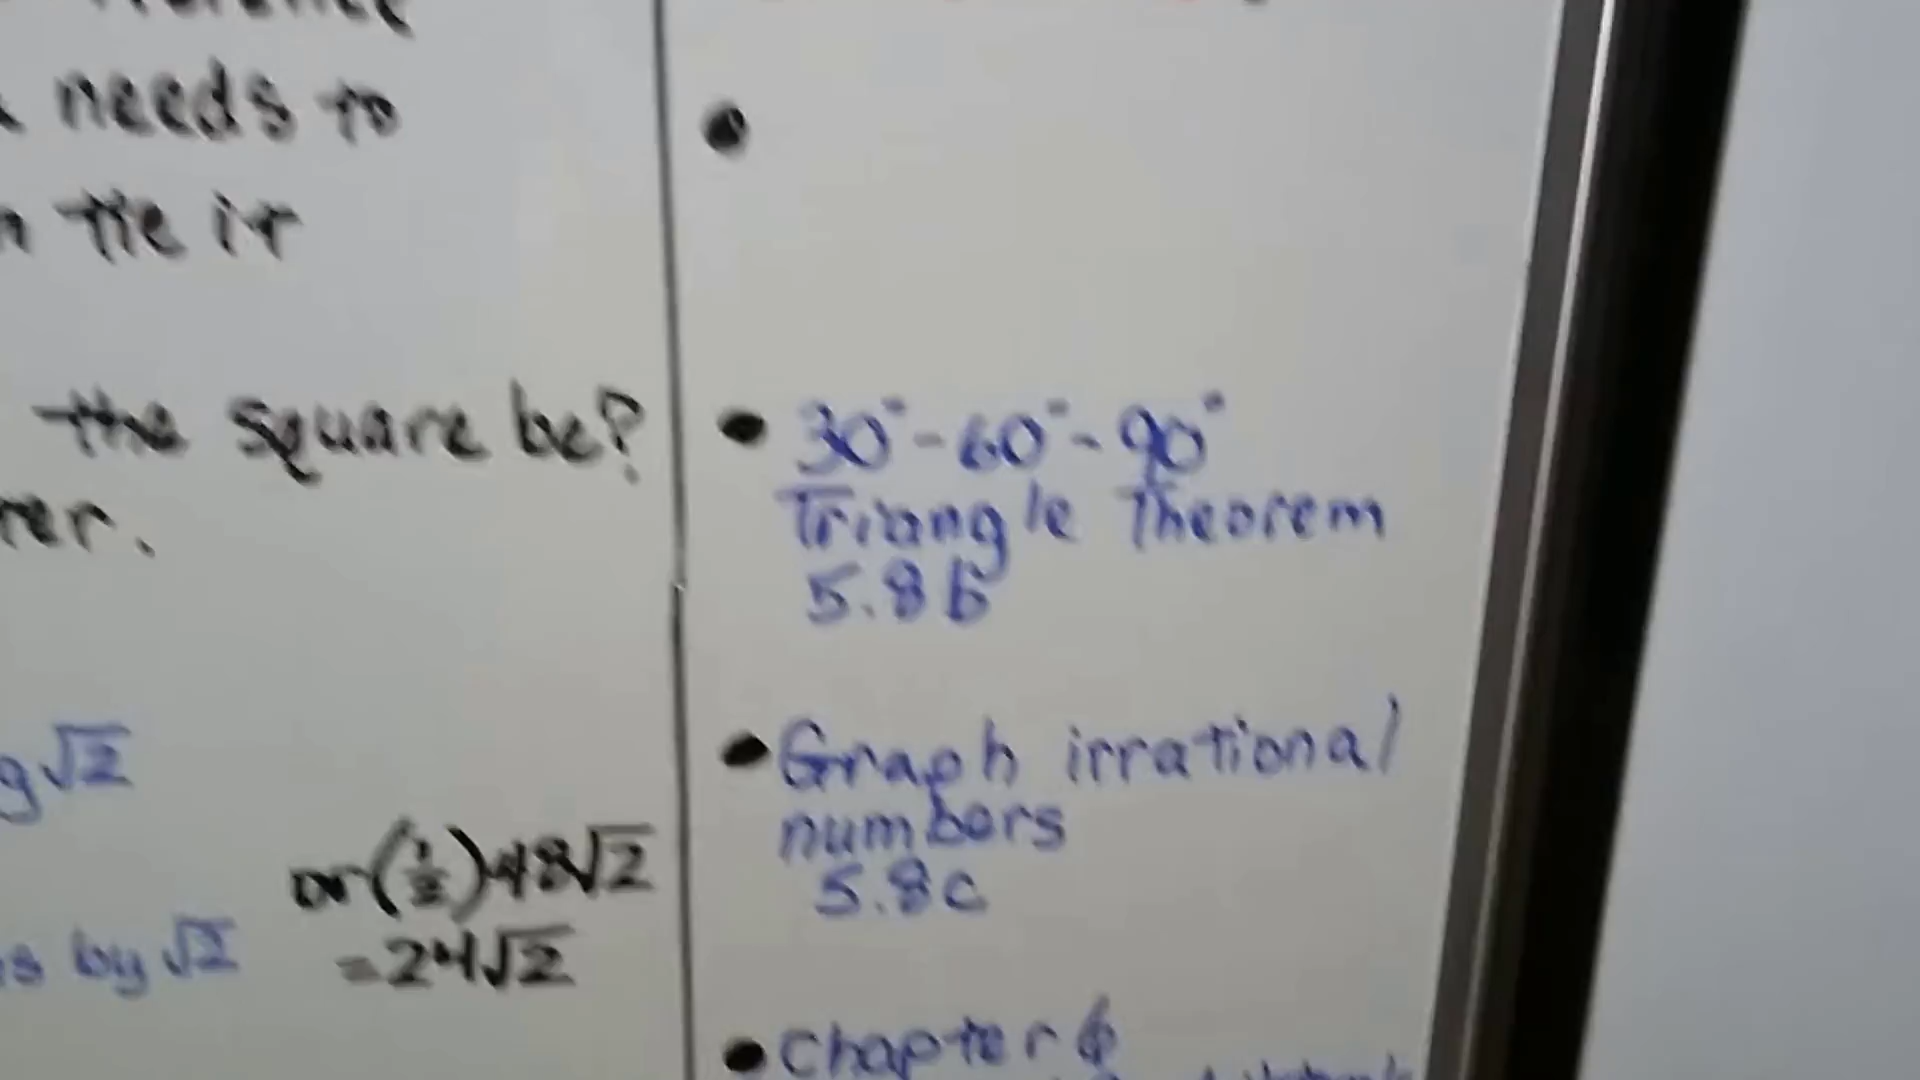 needs to
tie it
the square be?
√2
or (1/2) 48√2
s by √2
= 24√2
•
• 30°-60°-90°
Triangle Theorem
5.8b
• Graph irrational
numbers
5.8c
• Chapter 6